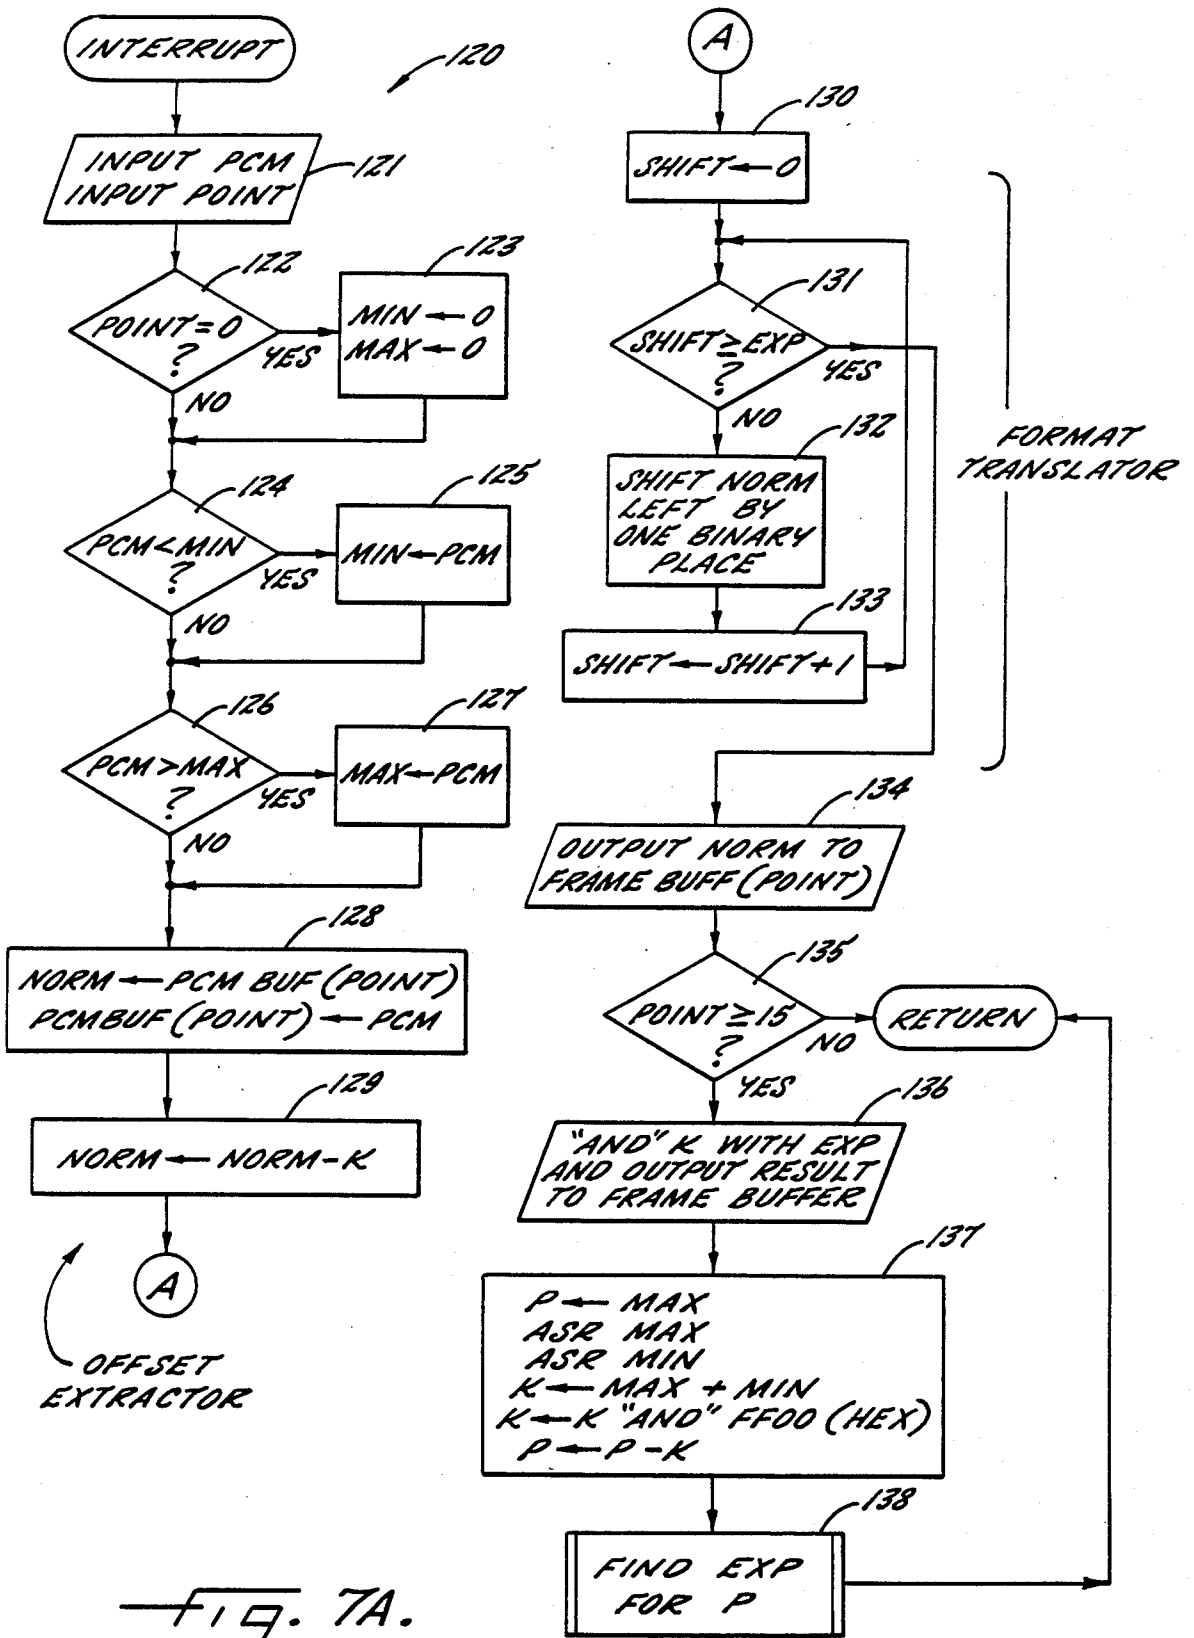 INTERRUPT
120
INPUT PCM
INPUT POINT
121
122
POINT=0
?
YES
NO
123
MIN ← 0
MAX ← 0
124
PCM<MIN
?
YES
NO
125
MIN←PCM
126
PCM>MAX
?
YES
NO
127
MAX←PCM
128
NORM ← PCM BUF (POINT)
PCMBUF (POINT) ← PCM
129
NORM ← NORM-K
A
OFFSET
EXTRACTOR
A
130
SHIFT←0
131
SHIFT≥EXP
?
YES
NO
132
SHIFT NORM
LEFT BY
ONE BINARY
PLACE
133
SHIFT←SHIFT+1
FORMAT
TRANSLATOR
134
OUTPUT NORM TO
FRAME BUFF (POINT)
135
POINT≥15
?
NO
YES
RETURN
136
"AND" K WITH EXP
AND OUTPUT RESULT
TO FRAME BUFFER
137
P ← MAX
ASR MAX
ASR MIN
K ← MAX + MIN
K ← K "AND" FF00 (HEX)
P ← P-K
138
FIND EXP
FOR P
Fig. 7A.